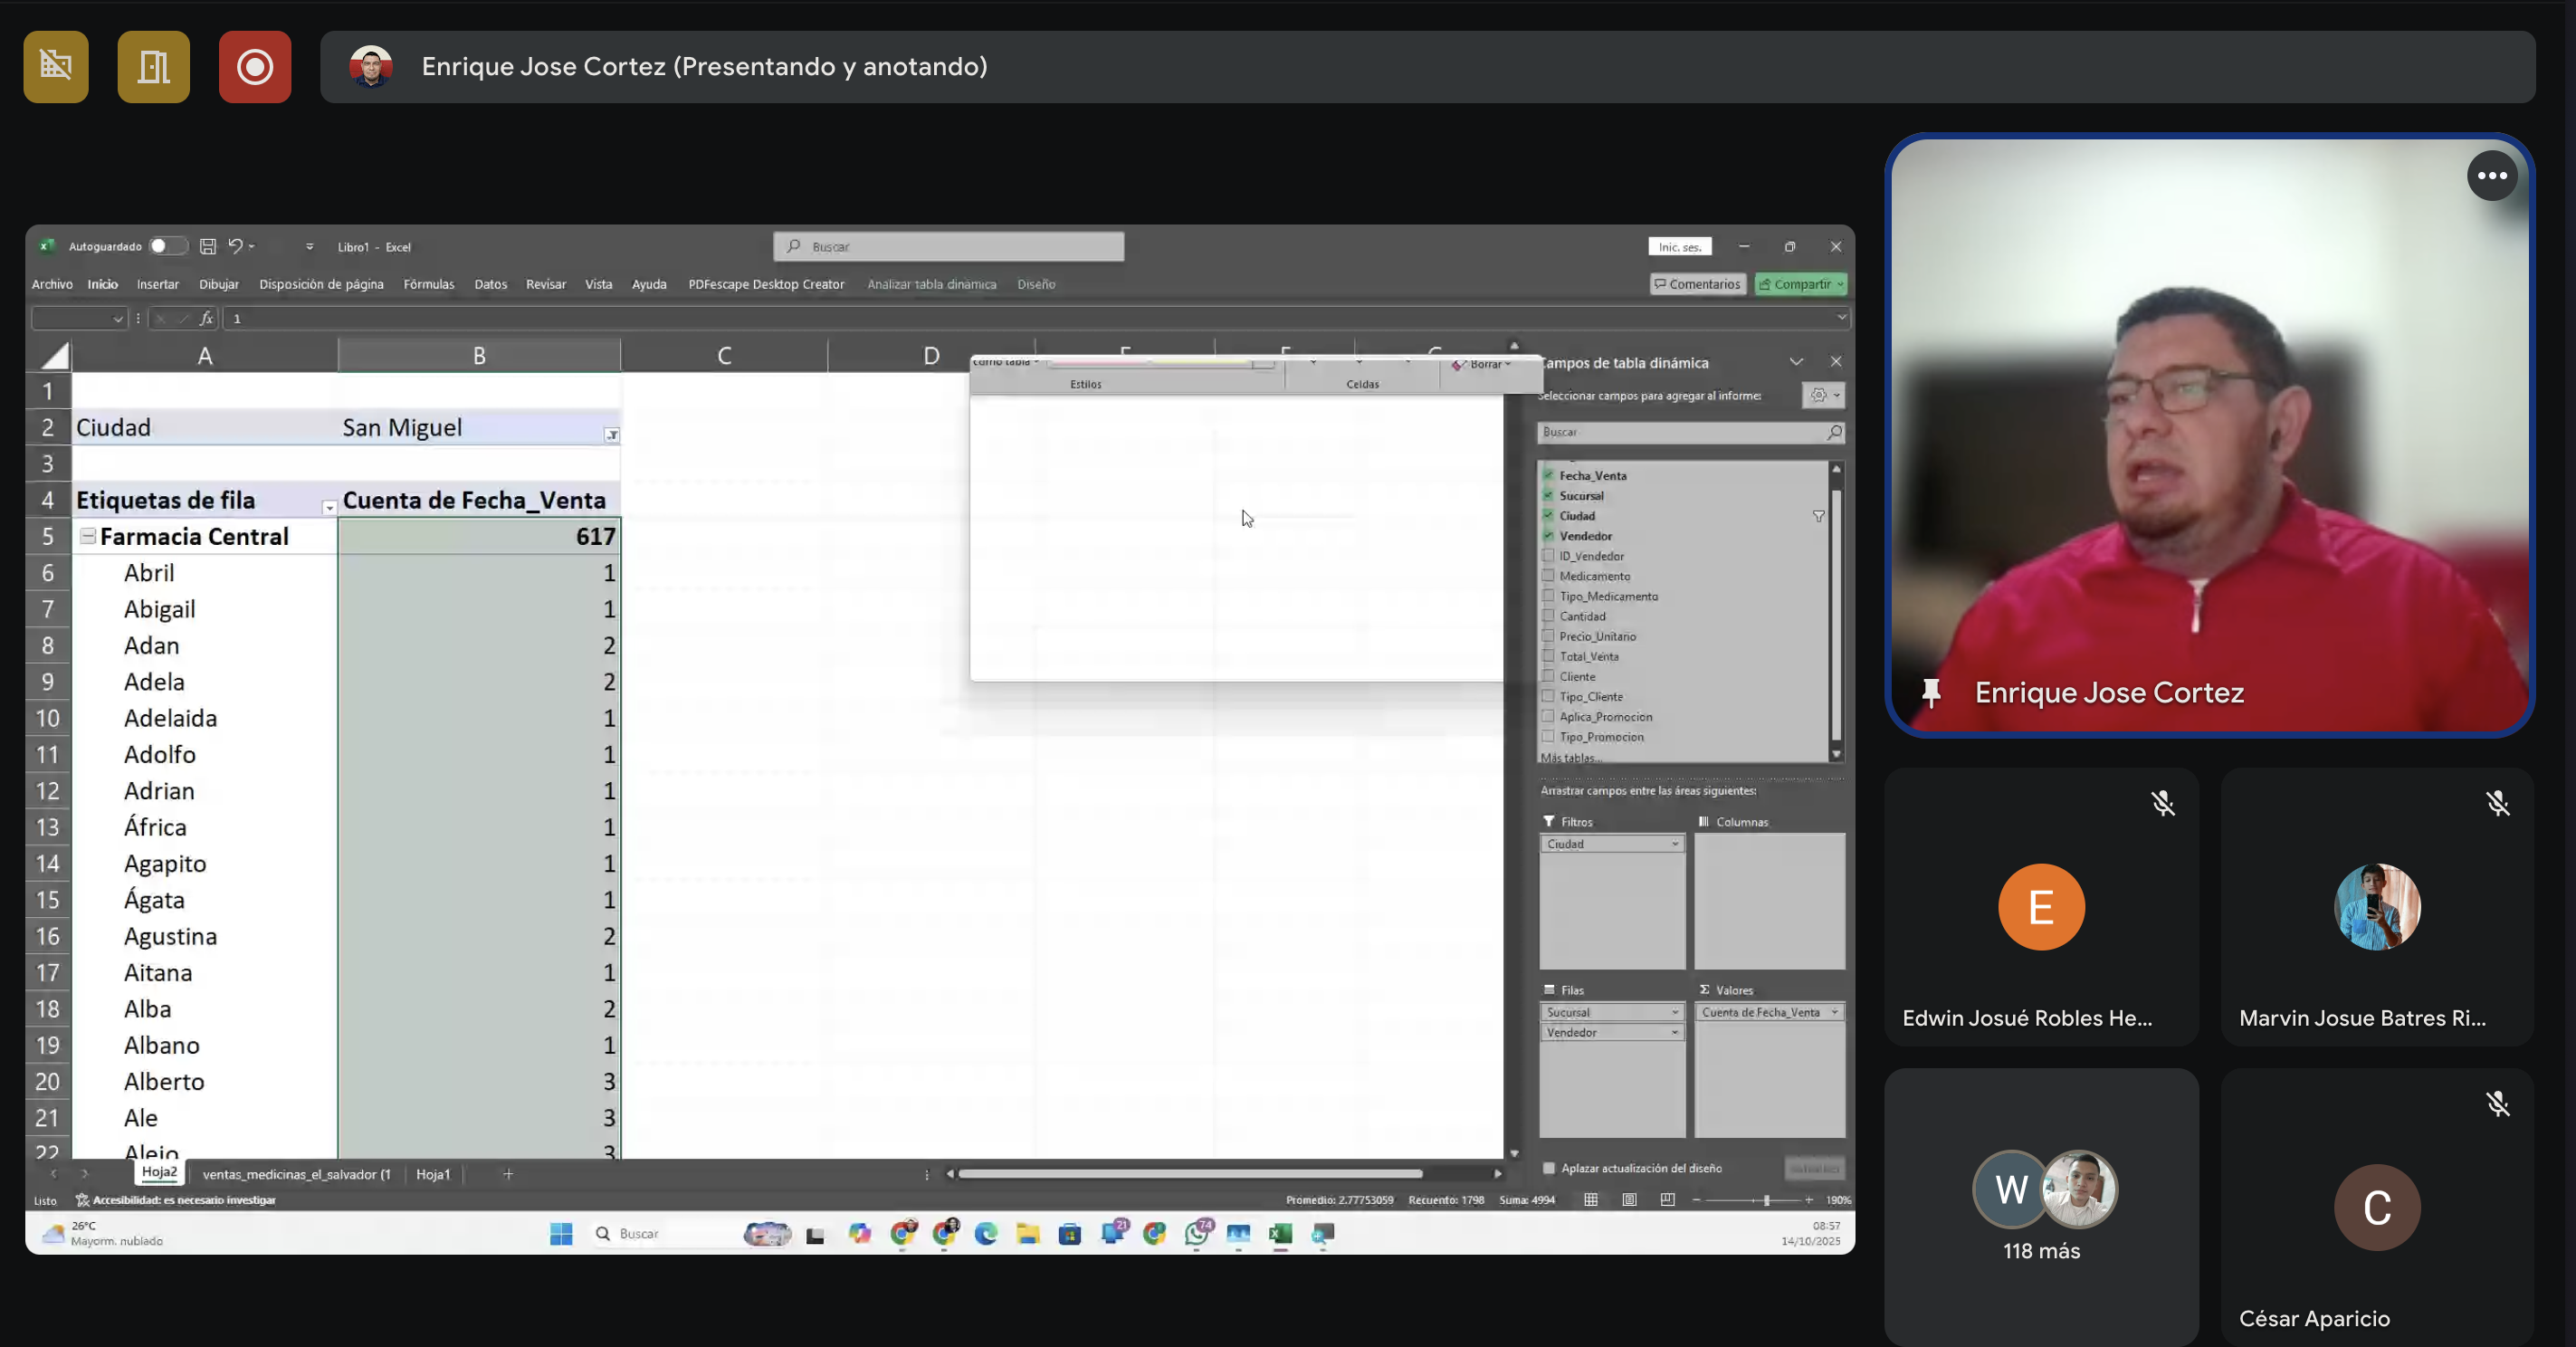 Enrique Jose Cortez (Presentando y anotando)
Autoguardado
Libro1 - Excel
Buscar
Inic. ses.
Archivo Inicio Insertar Dibujar Disposición de página Fórmulas Datos Revisar Vista Ayuda PDFescape Desktop Creator Analizar tabla dinámica Diseño
Comentarios
Compartir
fx 1
A B C D
1
2 Ciudad San Miguel
3
4 Etiquetas de fila Cuenta de Fecha_Venta
5 Farmacia Central 617
6 Abril 1
7 Abigail 1
8 Adan 2
9 Adela 2
10 Adelaida 1
11 Adolfo 1
12 Adrian 1
13 África 1
14 Agapito 1
15 Ágata 1
16 Agustina 2
17 Aitana 1
18 Alba 2
19 Albano 1
20 Alberto 3
21 Ale 3
22 Alejo 3
como tabla
Borrar
Estilos
Celdas
Campos de tabla dinámica
Seleccionar campos para agregar al informe:
Buscar
Fecha_Venta
Sucursal
Ciudad
Vendedor
ID_Vendedor
Medicamento
Tipo_Medicamento
Cantidad
Precio_Unitario
Total_Venta
Cliente
Tipo_Cliente
Aplica_Promocion
Tipo_Promocion
Más tablas...
Arrastrar campos entre las áreas siguientes:
Filtros
Columnas
Ciudad
Filas
Valores
Sucursal
Cuenta de Fecha_Venta
Vendedor
Aplazar actualización del diseño
Hoja2 ventas_medicinas_el_salvador (1 Hoja1
Listo
Accesibilidad: es necesario investigar
Promedio: 2.77753059 Recuento: 1798 Suma: 4994
190%
26°C
Mayorm. nublado
Buscar
21
74
08:57
14/10/2025
Enrique Jose Cortez
E
Edwin Josué Robles He...
Marvin Josue Batres Ri...
W
118 más
C
César Aparicio